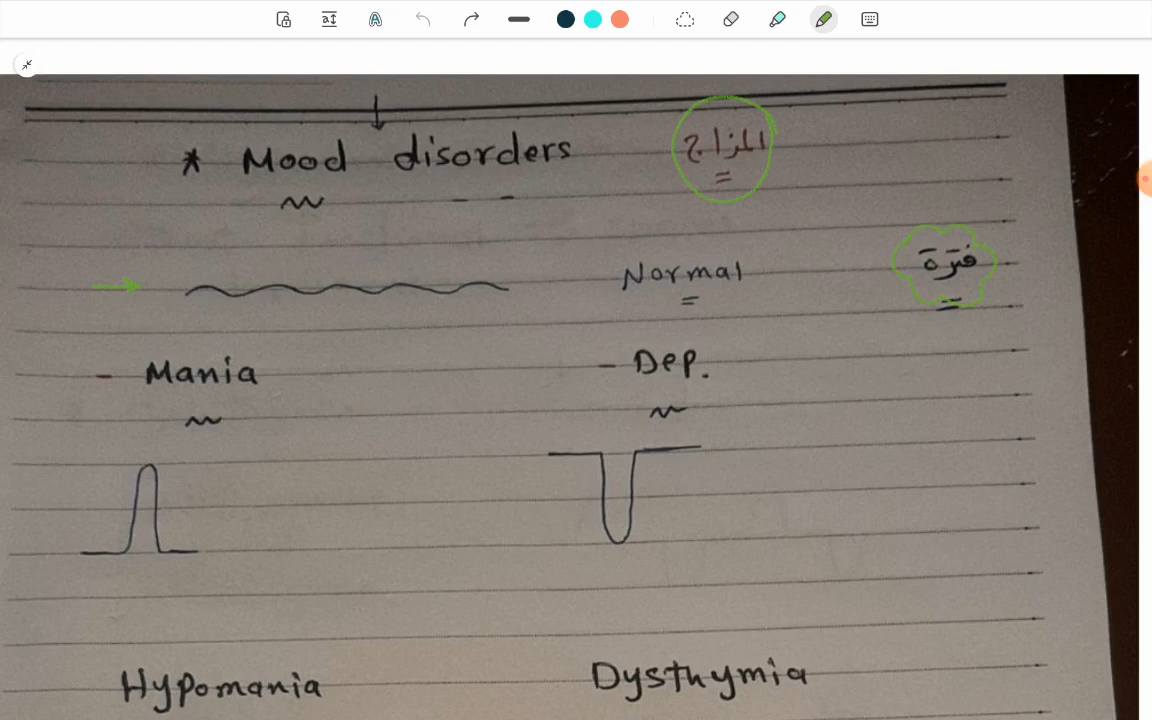 * Mood disorders المزاج
Normal فترة
- Mania - Dep.
Hypomania Dysthymia